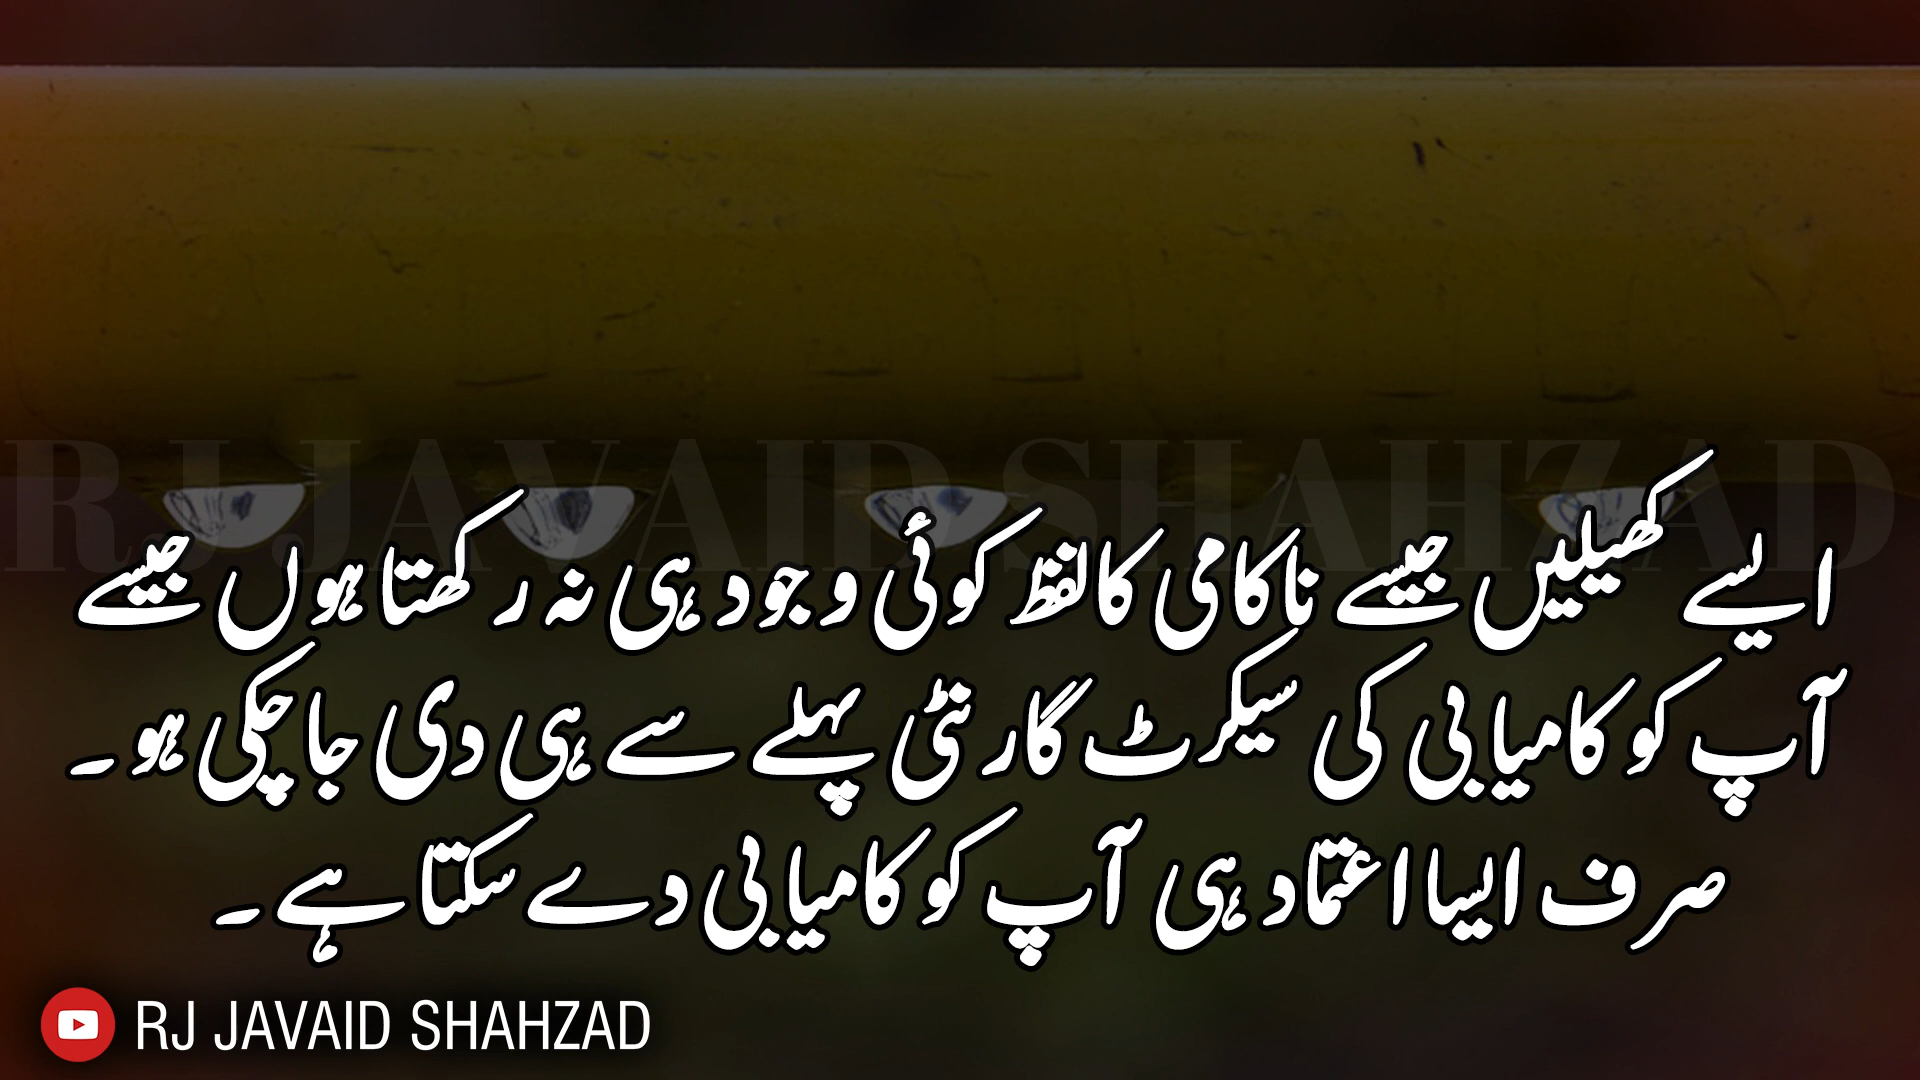 RJ JAVAID SHAHZAD
ایسے کھیلیں جیسے ناکامی کا لفظ کوئی وجود ہی نہ رکھتا ہوں جیسے
آپ کو کامیابی کی سیکرٹ گارنٹی پہلے سے ہی دی جا چکی ہو۔
صرف ایسا اعتماد ہی آپ کو کامیابی دے سکتا ہے۔
RJ JAVAID SHAHZAD